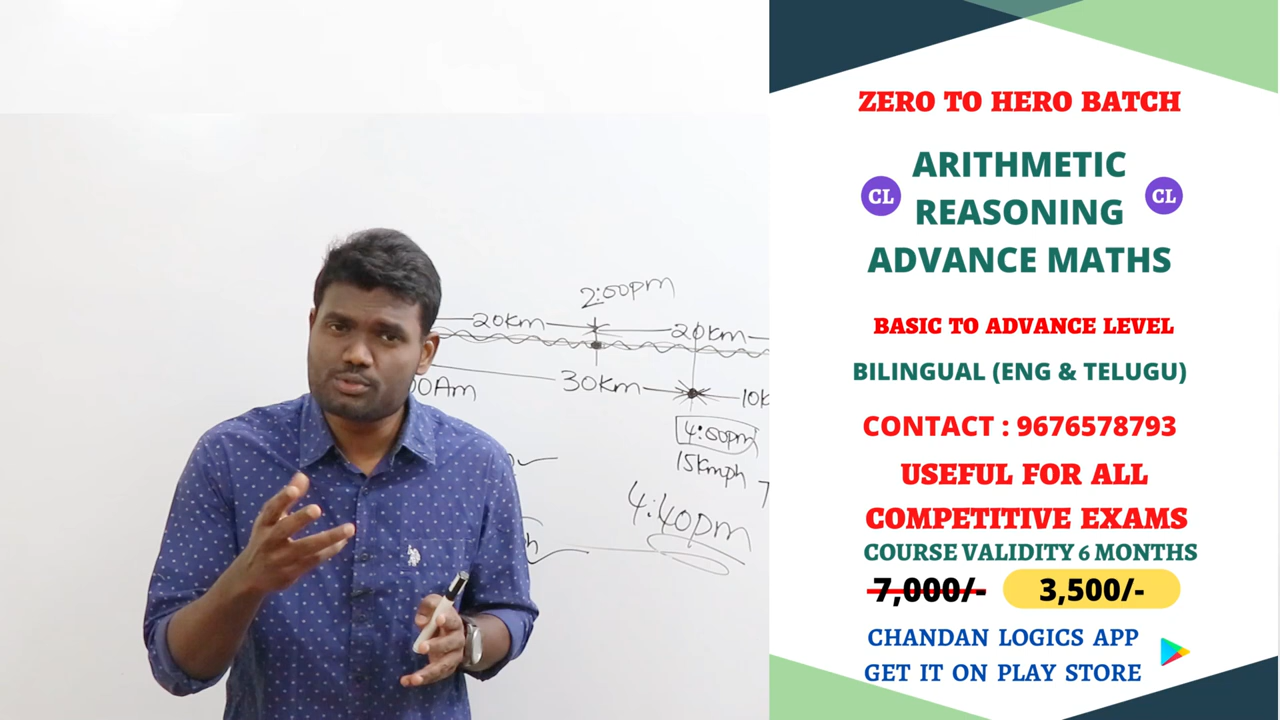 2:00pm
20km 20km
00Am 30km 10k
4:00pm
15kmph
4:40pm
h
ZERO TO HERO BATCH
ARITHMETIC
CL REASONING CL
ADVANCE MATHS
BASIC TO ADVANCE LEVEL
BILINGUAL (ENG & TELUGU)
CONTACT : 9676578793
USEFUL FOR ALL
COMPETITIVE EXAMS
COURSE VALIDITY 6 MONTHS
7,000/- 3,500/-
CHANDAN LOGICS APP
GET IT ON PLAY STORE